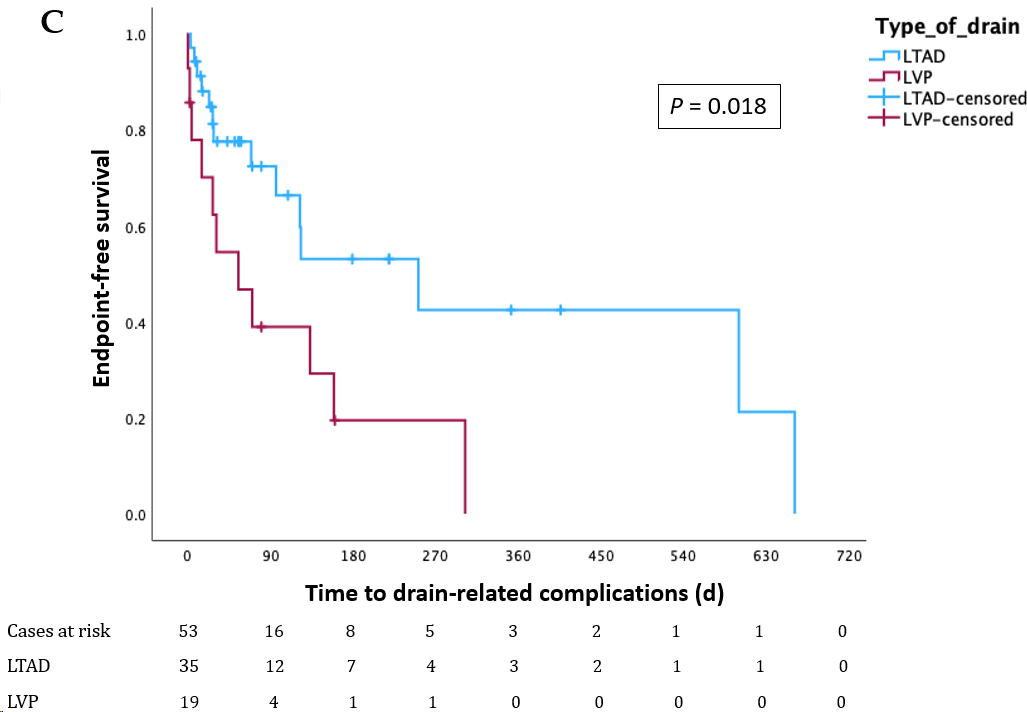 C
Type_of_drain
LTAD
LVP
LTAD-censored
LVP-censored
P = 0.018
1.0
0.8
0.6
0.4
0.2
0.0
Endpoint-free survival
0 90 180 270 360 450 540 630 720
Time to drain-related complications (d)
Cases at risk 53 16 8 5 3 2 1 1 0
LTAD 35 12 7 4 3 2 1 1 0
LVP 19 4 1 1 0 0 0 0 0